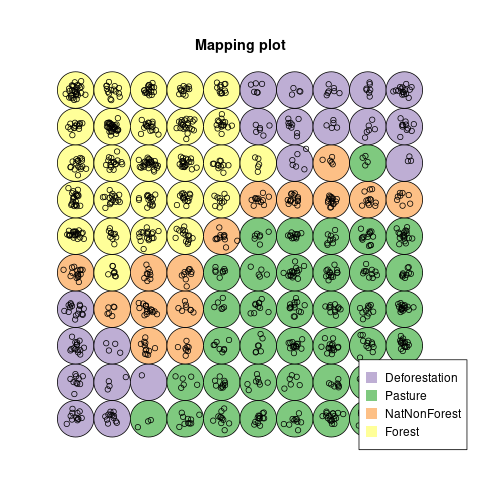 Mapping plot
Deforestation
Pasture
NatNonForest
Forest